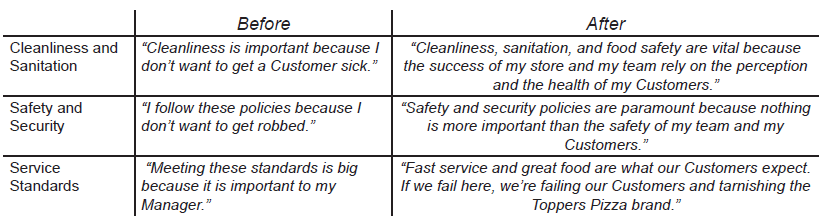 Before After
Cleanliness and Sanitation
“Cleanliness is important because I
don’t want to get a Customer sick.”
“Cleanliness, sanitation, and food safety are vital because
the success of my store and my team rely on the perception
and the health of my Customers.”
Safety and Security
“I follow these policies because I
don’t want to get robbed.”
“Safety and security policies are paramount because nothing
is more important than the safety of my team and my
Customers.”
Service Standards
“Meeting these standards is big
because it is important to my
Manager.”
“Fast service and great food are what our Customers expect.
If we fail here, we’re failing our Customers and tarnishing the
Toppers Pizza brand.”